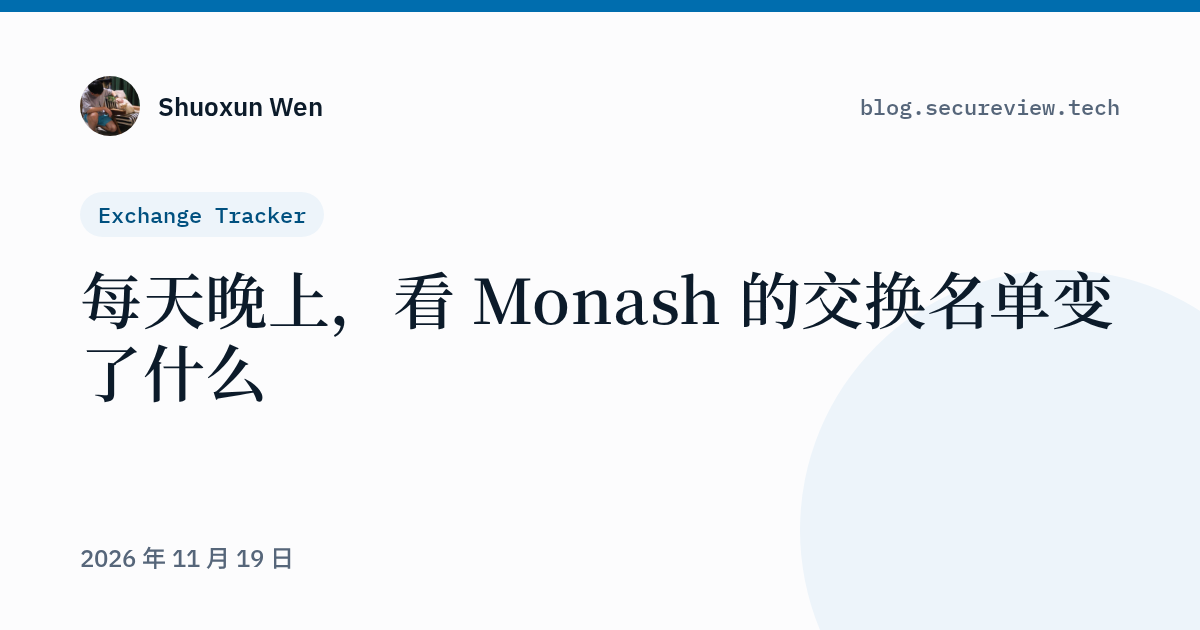 Shuoxun Wen
blog.secureview.tech
Exchange Tracker
每天晚上，看 Monash 的交换名单变
了什么
2026 年 11 月 19 日